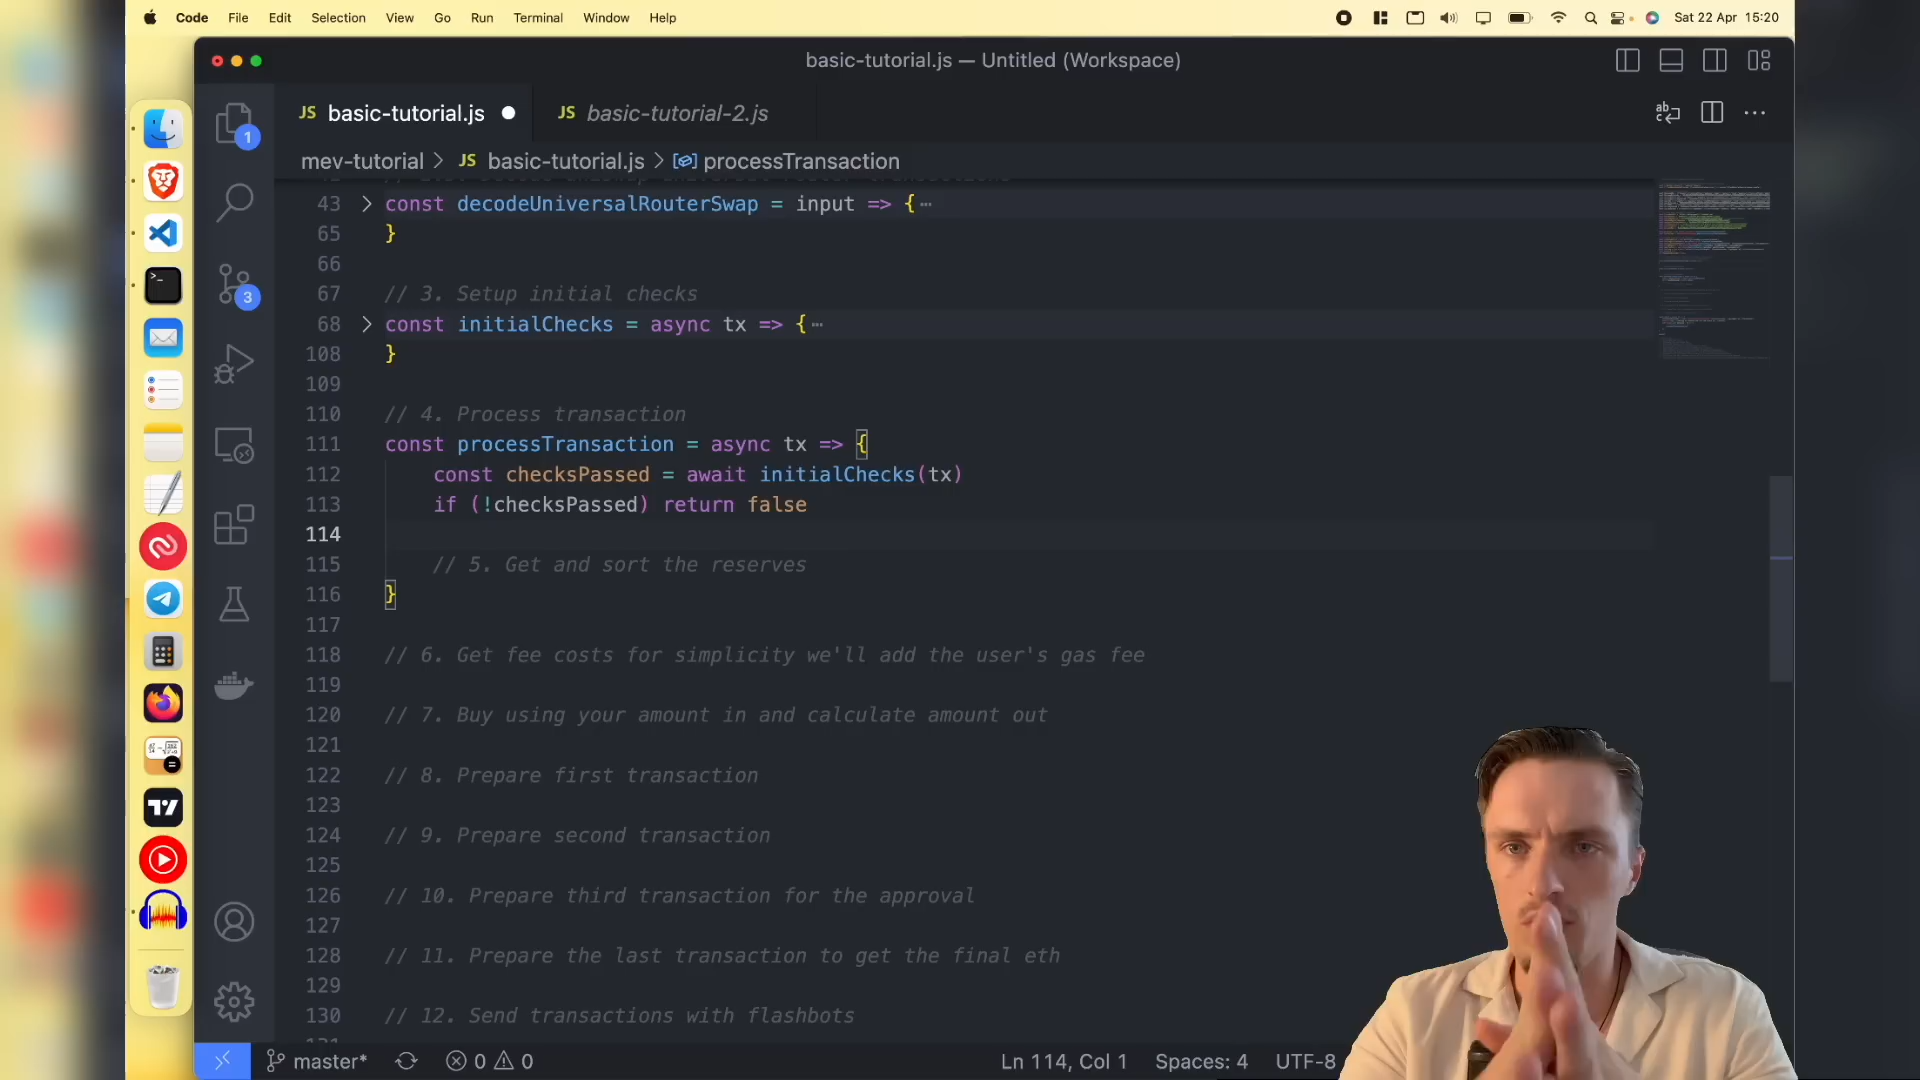 Code File Edit Selection View Go Run Terminal Window Help Sat 22 Apr 15:20
basic-tutorial.js — Untitled (Workspace)
JS basic-tutorial.js JS basic-tutorial-2.js
mev-tutorial > JS basic-tutorial.js > processTransaction
43 const decodeUniversalRouterSwap = input => {
65 }
66
67 // 3. Setup initial checks
68 const initialChecks = async tx => {
108 }
109
110 // 4. Process transaction
111 const processTransaction = async tx => {
112 const checksPassed = await initialChecks(tx)
113 if (!checksPassed) return false
114
115 // 5. Get and sort the reserves
116 }
117
118 // 6. Get fee costs for simplicity we'll add the user's gas fee
119
120 // 7. Buy using your amount in and calculate amount out
121
122 // 8. Prepare first transaction
123
124 // 9. Prepare second transaction
125
126 // 10. Prepare third transaction for the approval
127
128 // 11. Prepare the last transaction to get the final eth
129
130 // 12. Send transactions with flashbots
1
3
master* 0 0 Ln 114, Col 1 Spaces: 4 UTF-8